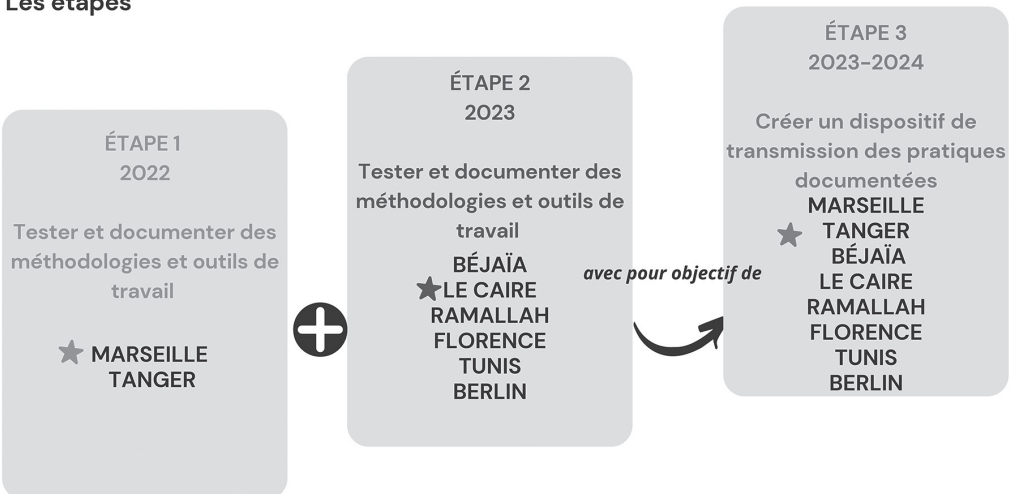 Les étapes
ÉTAPE 1
2022
Tester et documenter des
méthodologies et outils de
travail
MARSEILLE
TANGER
ÉTAPE 2
2023
Tester et documenter des
méthodologies et outils de
travail
BÉJAÏA
LE CAIRE
RAMALLAH
FLORENCE
TUNIS
BERLIN
avec pour objectif de
ÉTAPE 3
2023-2024
Créer un dispositif de
transmission des pratiques
documentées
MARSEILLE
TANGER
BÉJAÏA
LE CAIRE
RAMALLAH
FLORENCE
TUNIS
BERLIN